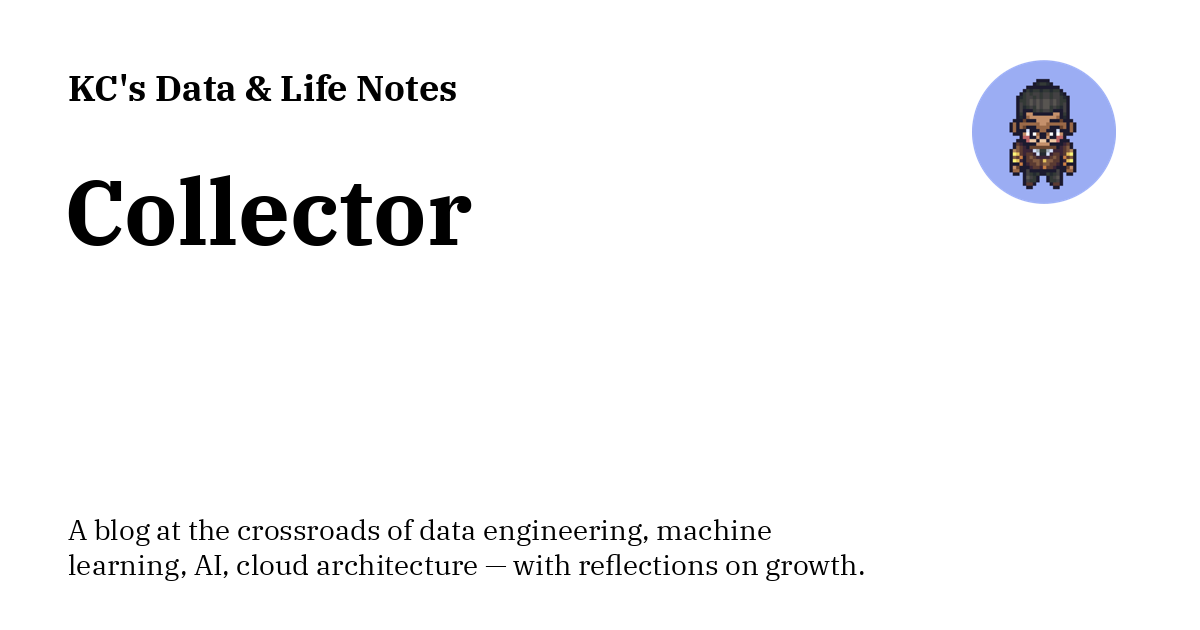 KC's Data & Life Notes
Collector
A blog at the crossroads of data engineering, machine
learning, AI, cloud architecture — with reflections on growth.